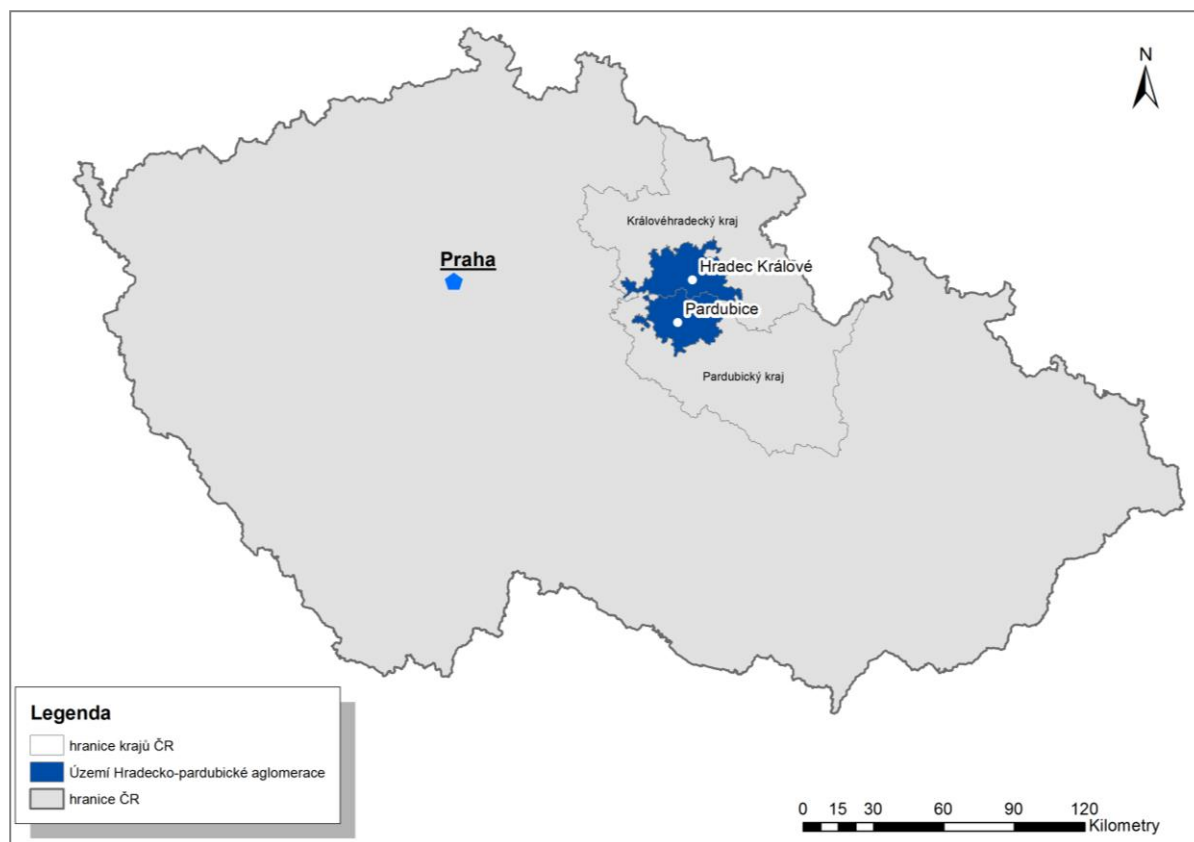 N
Královéhradecký kraj
Praha
Hradec Králové
Pardubice
Pardubický kraj
Legenda
hranice krajů ČR
Území Hradecko-pardubické aglomerace
hranice ČR
0 15 30 60 90 120
Kilometry